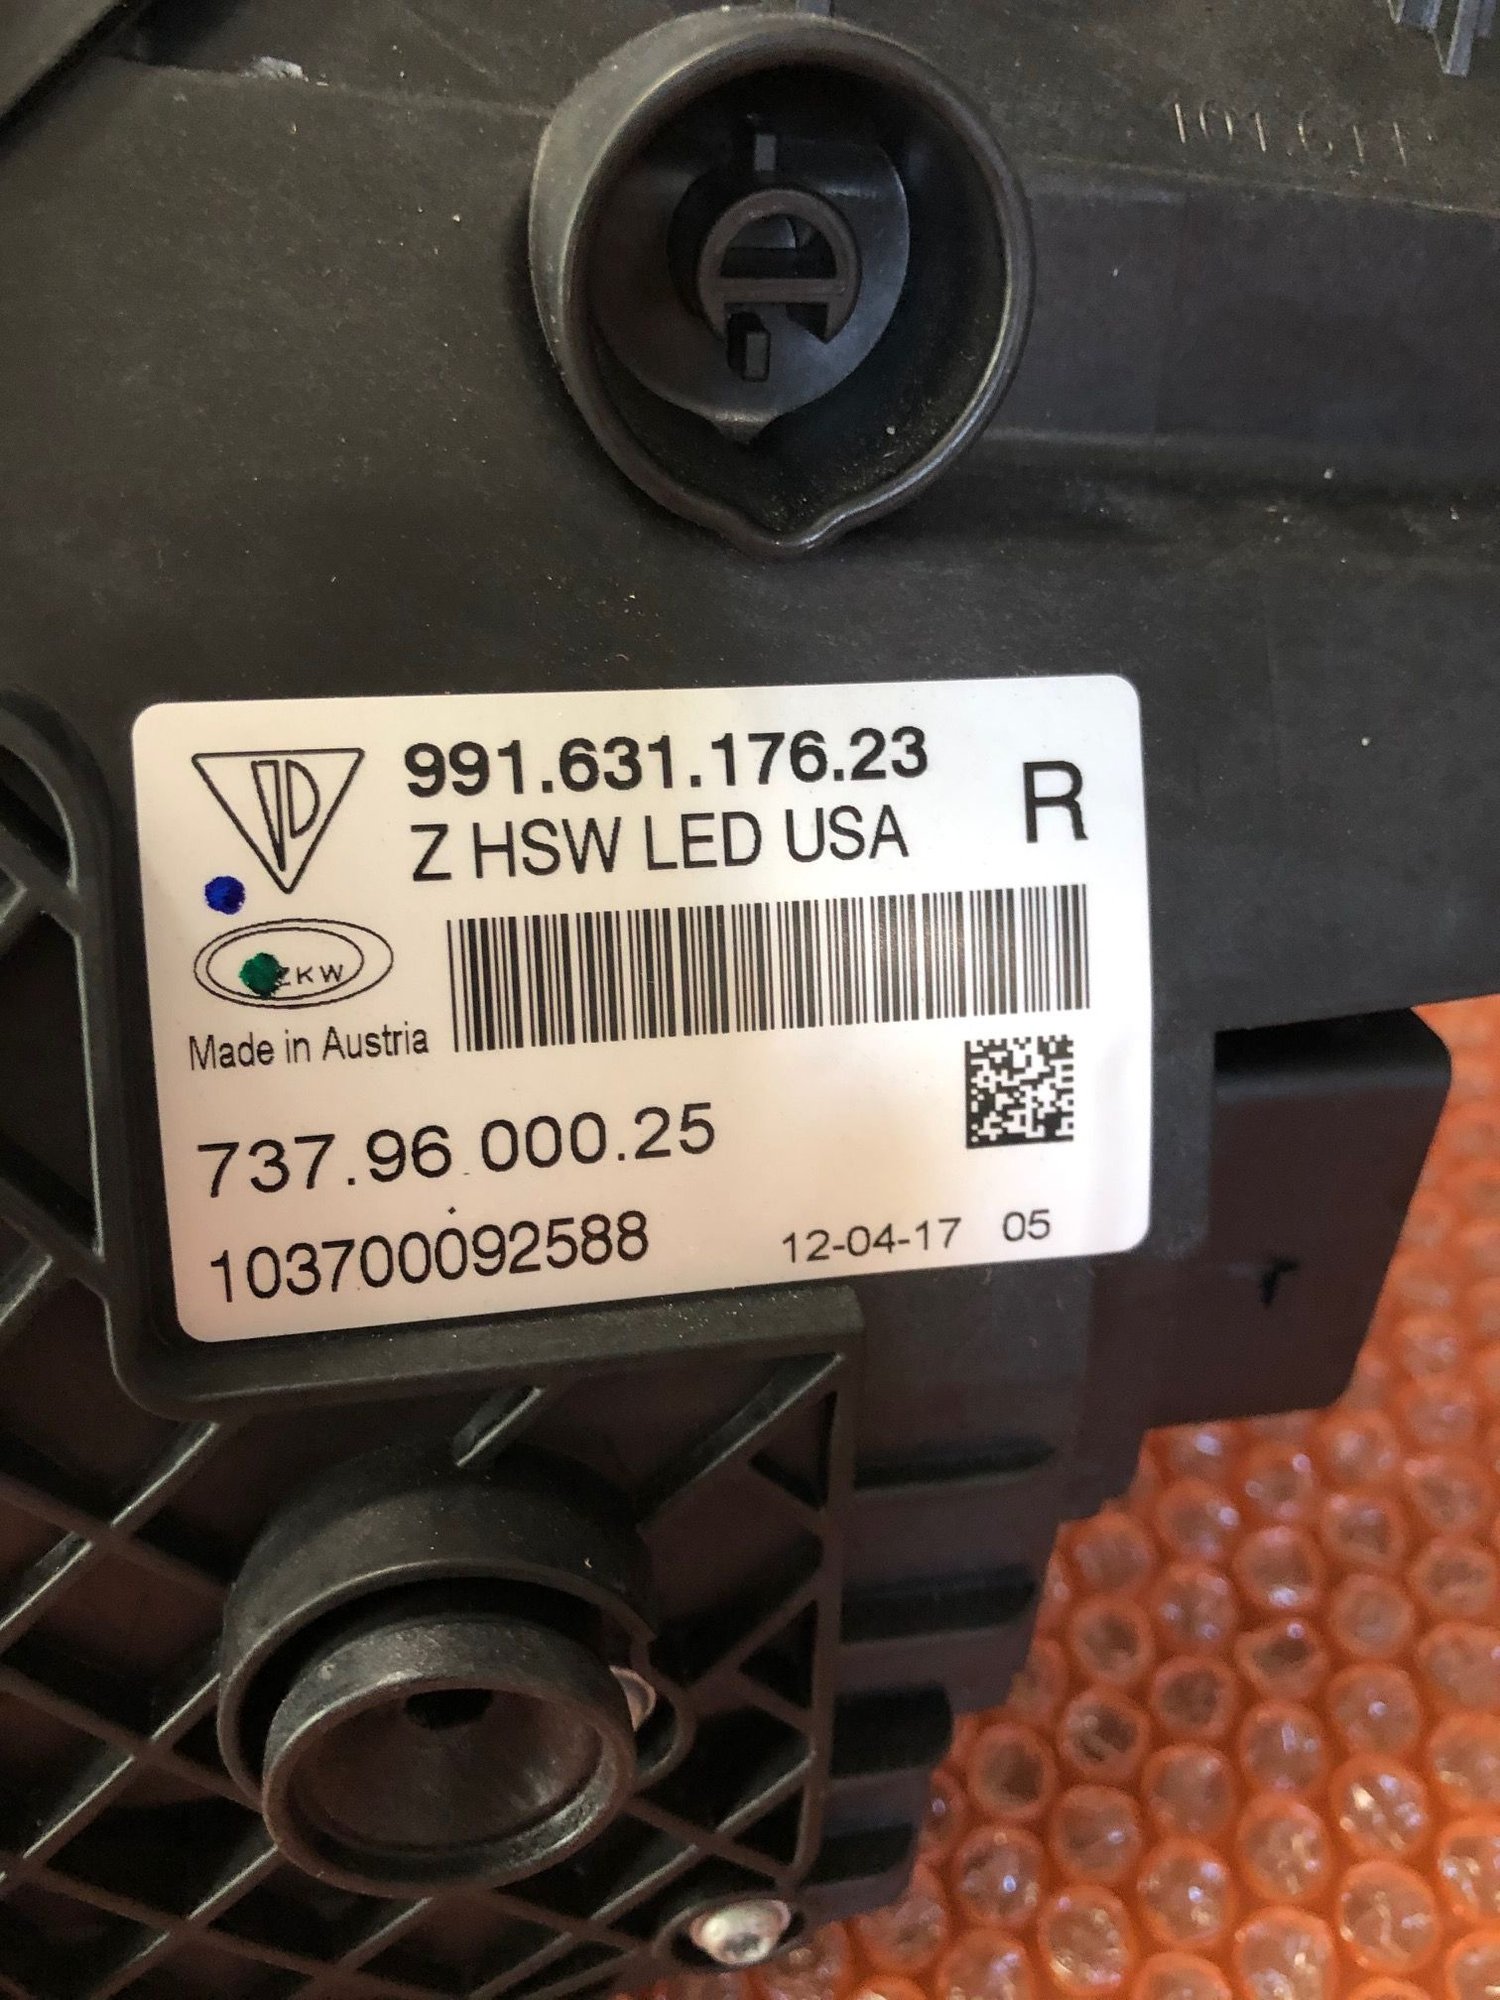 991.631.176.23
Z HSW LED USA
R
ZKW
Made in Austria
737.96.000.25
103700092588
12-04-17 05